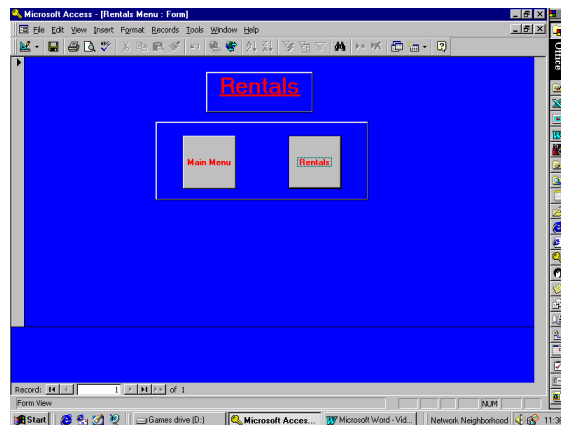 Microsoft Access - [Rentals Menu : Form]
File Edit View Insert Format Records Tools Window Help
Office
Rentals
Main Menu
Rentals
Record: 1 of 1
Form View
NUM
Start
Games drive (D:)
Microsoft Acces...
Microsoft Word - Vid...
Network Neighborhood